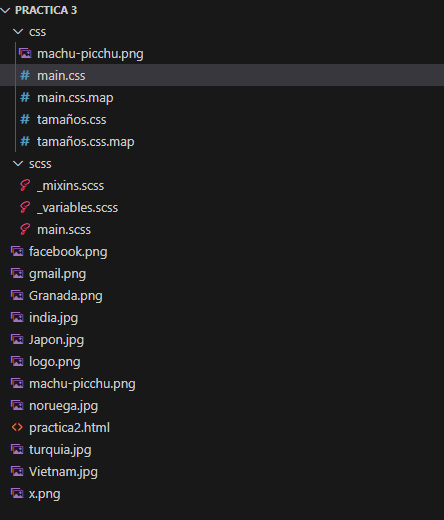 PRACTICA 3
css
machu-picchu.png
main.css
main.css.map
tamaños.css
tamaños.css.map
scss
_mixins.scss
_variables.scss
main.scss
facebook.png
gmail.png
Granada.png
india.jpg
Japon.jpg
logo.png
machu-picchu.png
noruega.jpg
practica2.html
turquia.jpg
Vietnam.jpg
x.png